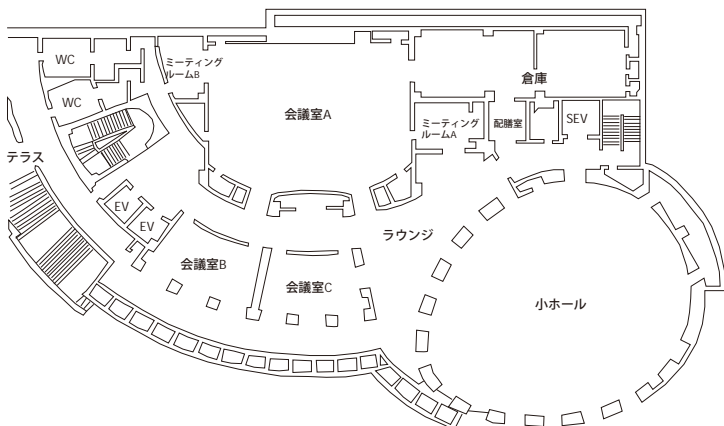 WC
ミーティング
ルームB
倉庫
WC
会議室A
ミーティング
ルームA
配膳室
SEV
テラス
EV
EV
ラウンジ
会議室B
会議室C
小ホール